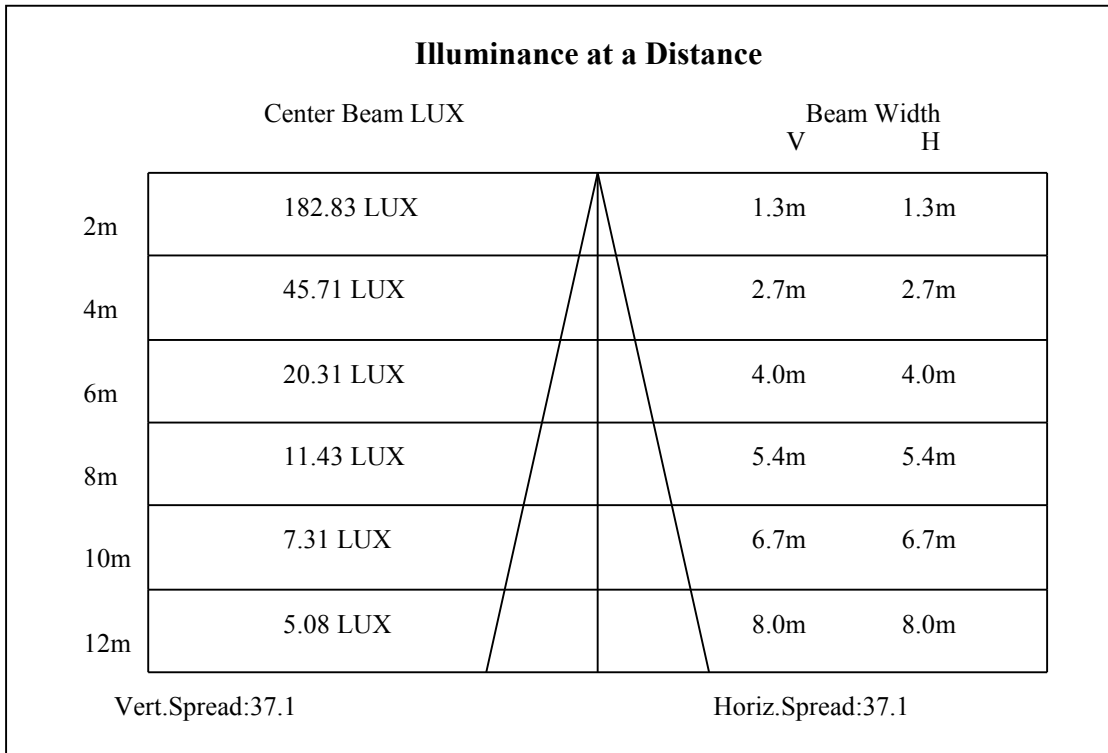 Illuminance at a Distance
Center Beam LUX Beam Width
V H
2m 182.83 LUX 1.3m 1.3m
4m 45.71 LUX 2.7m 2.7m
6m 20.31 LUX 4.0m 4.0m
8m 11.43 LUX 5.4m 5.4m
10m 7.31 LUX 6.7m 6.7m
12m 5.08 LUX 8.0m 8.0m
Vert.Spread:37.1 Horiz.Spread:37.1